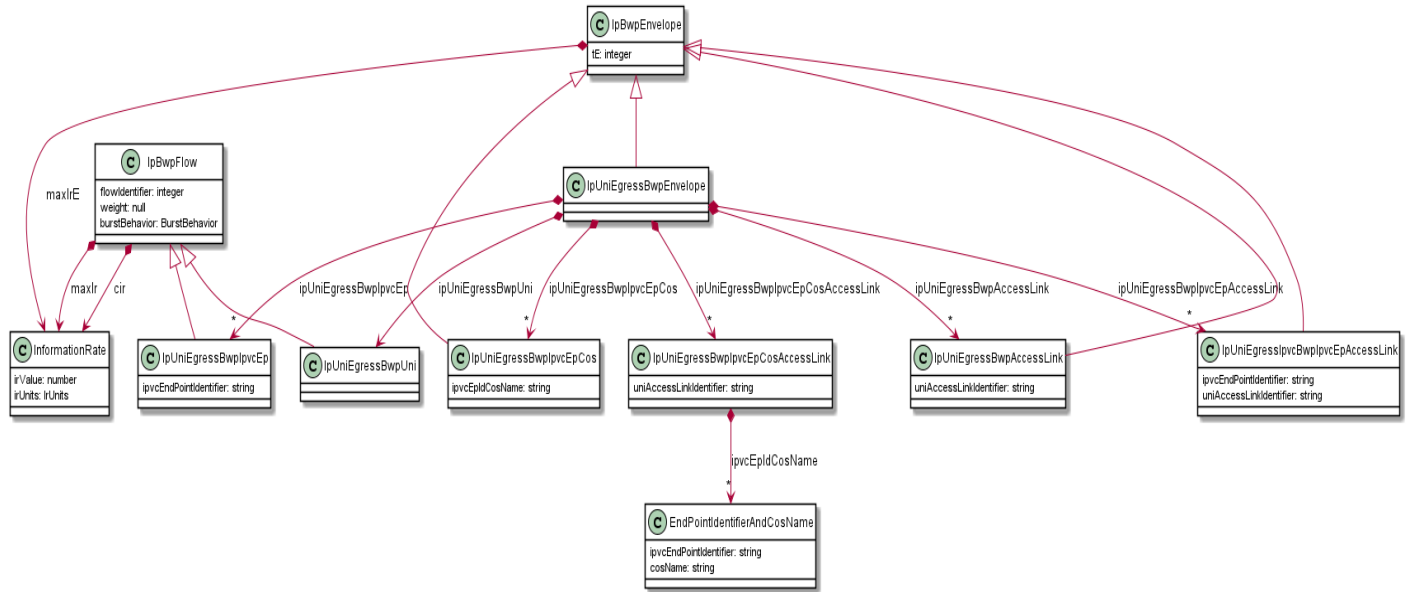 C IpBwpEnvelope
tE: integer
C IpBwpFlow
flowIdentifier: integer
weight: null
burstBehavior: BurstBehavior
C IpUniEgressBwpEnvelope
maxIrE
maxIr
cir
ipUniEgressBwpIpvcEp
*
ipUniEgressBwpUni
ipUniEgressBwpIpvcEpCos
*
ipUniEgressBwpIpvcEpCosAccessLink
*
ipUniEgressBwpAccessLink
*
ipUniEgressBwpIpvcEpAccessLink
*
C InformationRate
irValue: number
irUnits: IrUnits
C IpUniEgressBwpIpvcEp
ipvcEndPointIdentifier: string
C IpUniEgressBwpUni
C IpUniEgressBwpIpvcEpCos
ipvcEpIdCosName: string
C IpUniEgressBwpIpvcEpCosAccessLink
uniAccessLinkIdentifier: string
C IpUniEgressBwpAccessLink
uniAccessLinkIdentifier: string
C IpUniEgressIpvcBwpIpvcEpAccessLink
ipvcEndPointIdentifier: string
uniAccessLinkIdentifier: string
ipvcEpIdCosName
*
C EndPointIdentifierAndCosName
ipvcEndPointIdentifier: string
cosName: string